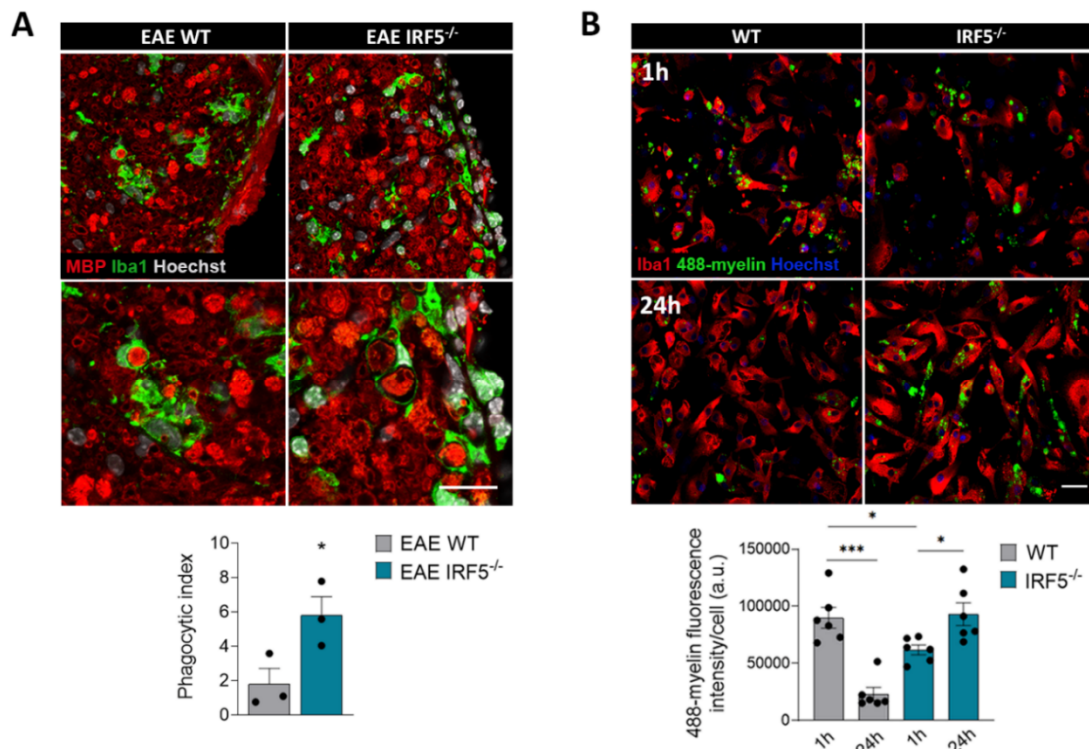 A
EAE WT
EAE IRF5-/-
MBP Iba1 Hoechst
Phagocytic index
10
8
6
4
2
0
*
EAE WT
EAE IRF5-/-
B
WT
IRF5-/-
1h
Iba1 488-myelin Hoechst
24h
488-myelin fluorescence
intensity/cell (a.u.)
150000
100000
50000
0
*
***
*
WT
IRF5-/-
1h
24h
1h
24h